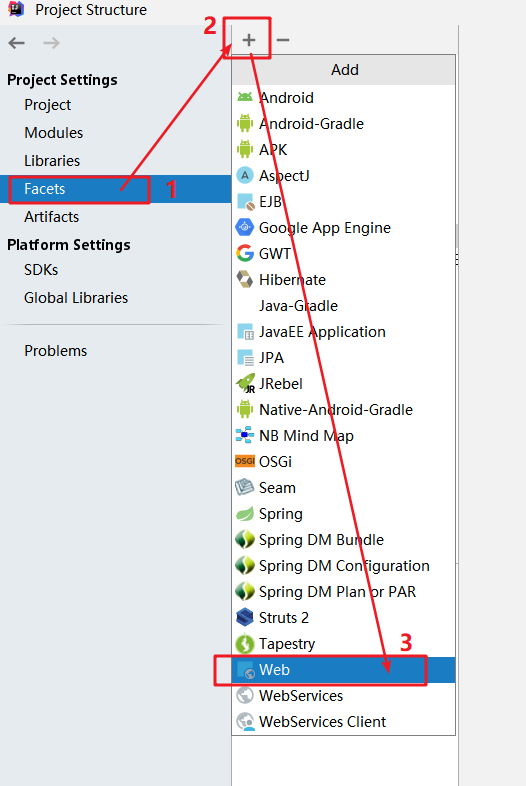 Project Structure
Project Settings
Project
Modules
Libraries
Facets
Artifacts
Platform Settings
SDKs
Global Libraries
Problems
1
2
Add
Android
Android-Gradle
APK
AspectJ
EJB
Google App Engine
GWT
Hibernate
Java-Gradle
JavaEE Application
JPA
JRebel
Native-Android-Gradle
NB Mind Map
OSGi
Seam
Spring
Spring DM Bundle
Spring DM Configuration
Spring DM Plan or PAR
Struts 2
Tapestry
3
Web
WebServices
WebServices Client